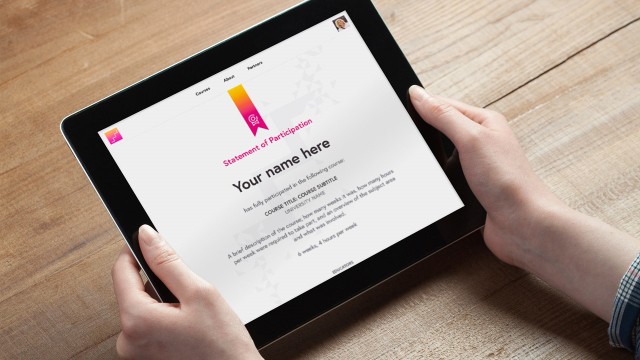 Courses About Partners
Statement of Participation
Your name here
has fully participated in the following course:
COURSE TITLE: COURSE SUBTITLE
UNIVERSITY NAME
A brief description of the course, how many weeks it was, how many hours
per week were required to take part, and an overview of the subject area
and what was involved.
6 weeks, 4 hours per week
EDUCATORS